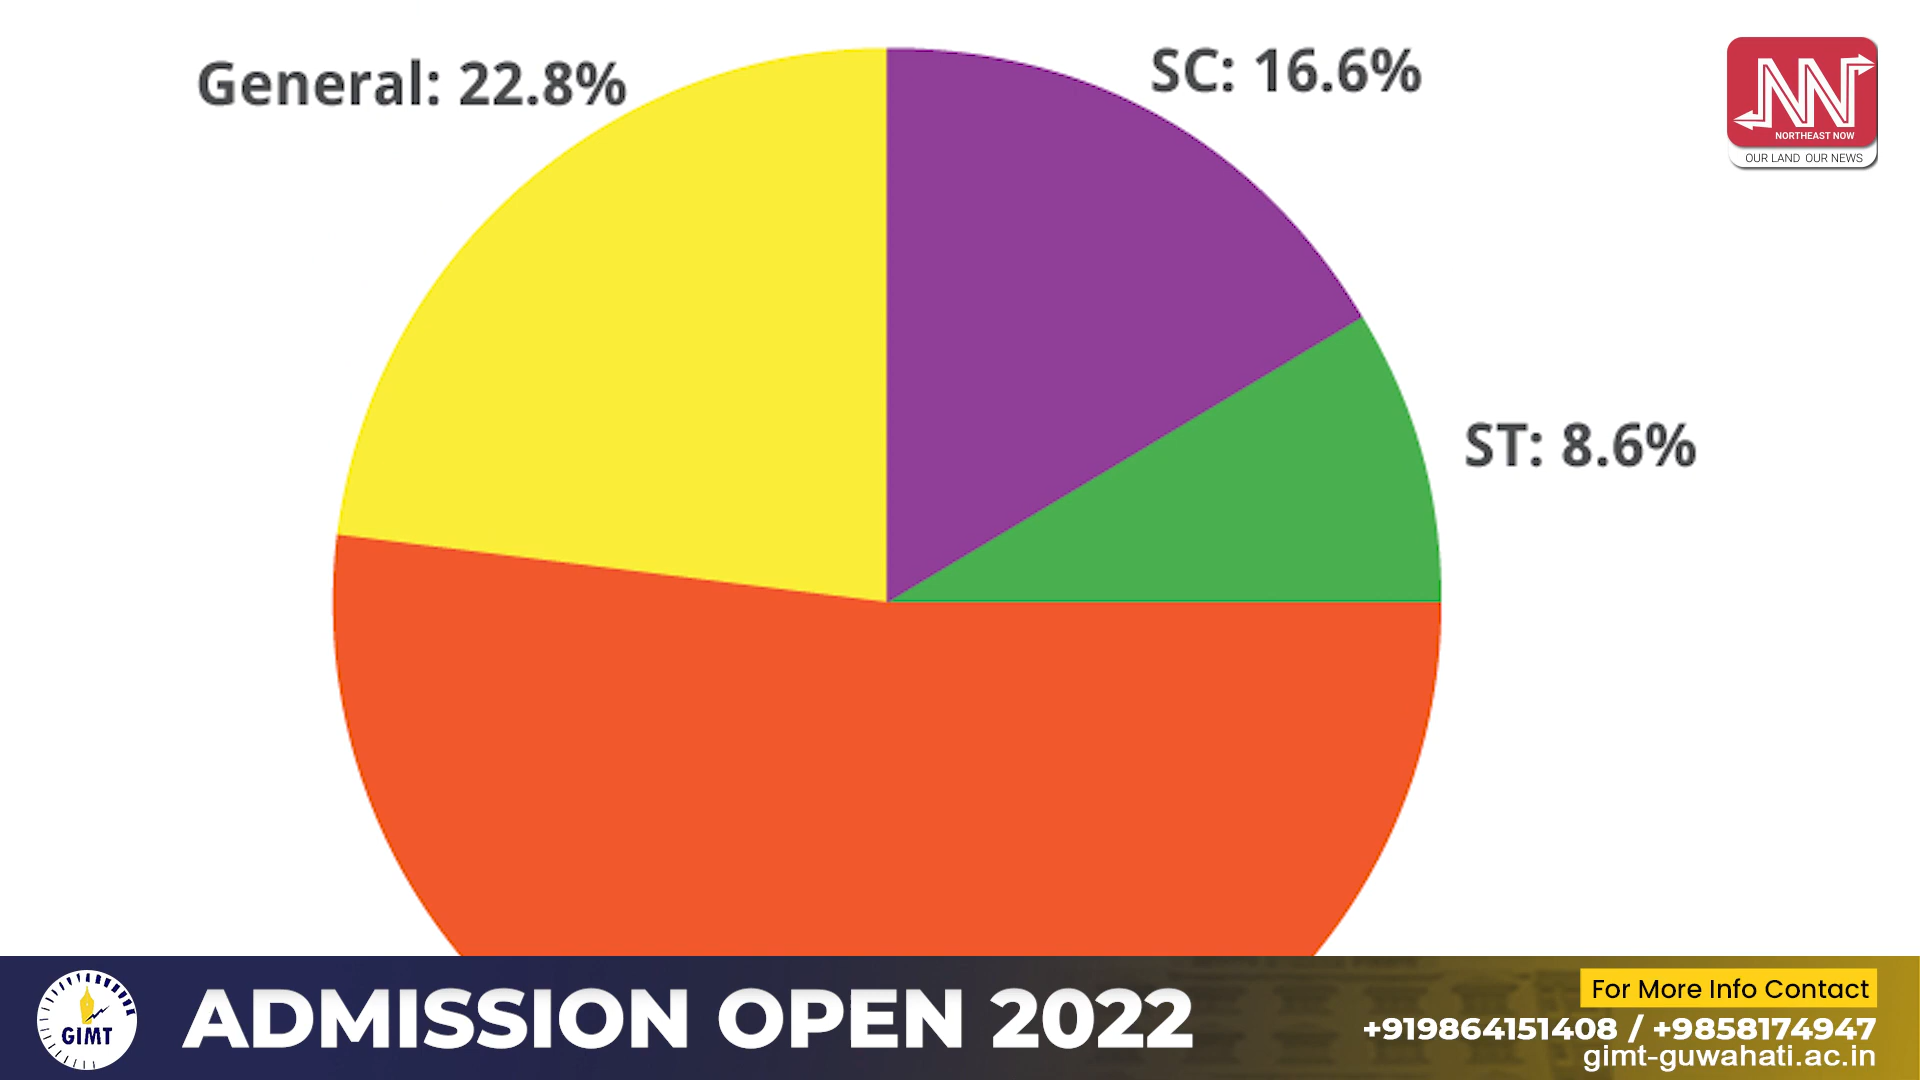 General: 22.8%
SC: 16.6%
NORTHEAST NOW
OUR LAND OUR NEWS
ST: 8.6%
GIMT
ADMISSION OPEN 2022
For More Info Contact
+919864151408 / +9858174947
gimt-guwahati.ac.in